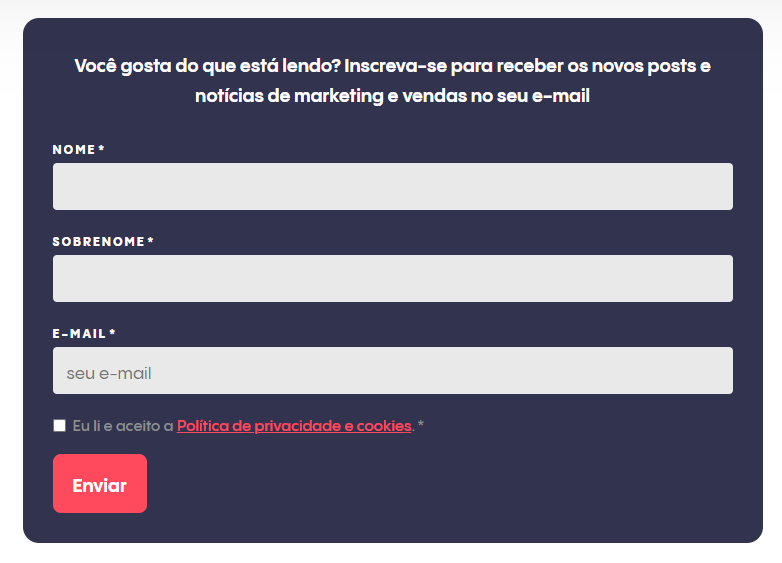 Você gosta do que está lendo? Inscreva-se para receber os novos posts e
notícias de marketing e vendas no seu e-mail
NOME *
SOBRENOME *
E-MAIL *
seu e-mail
Eu li e aceito a Política de privacidade e cookies. *
Enviar